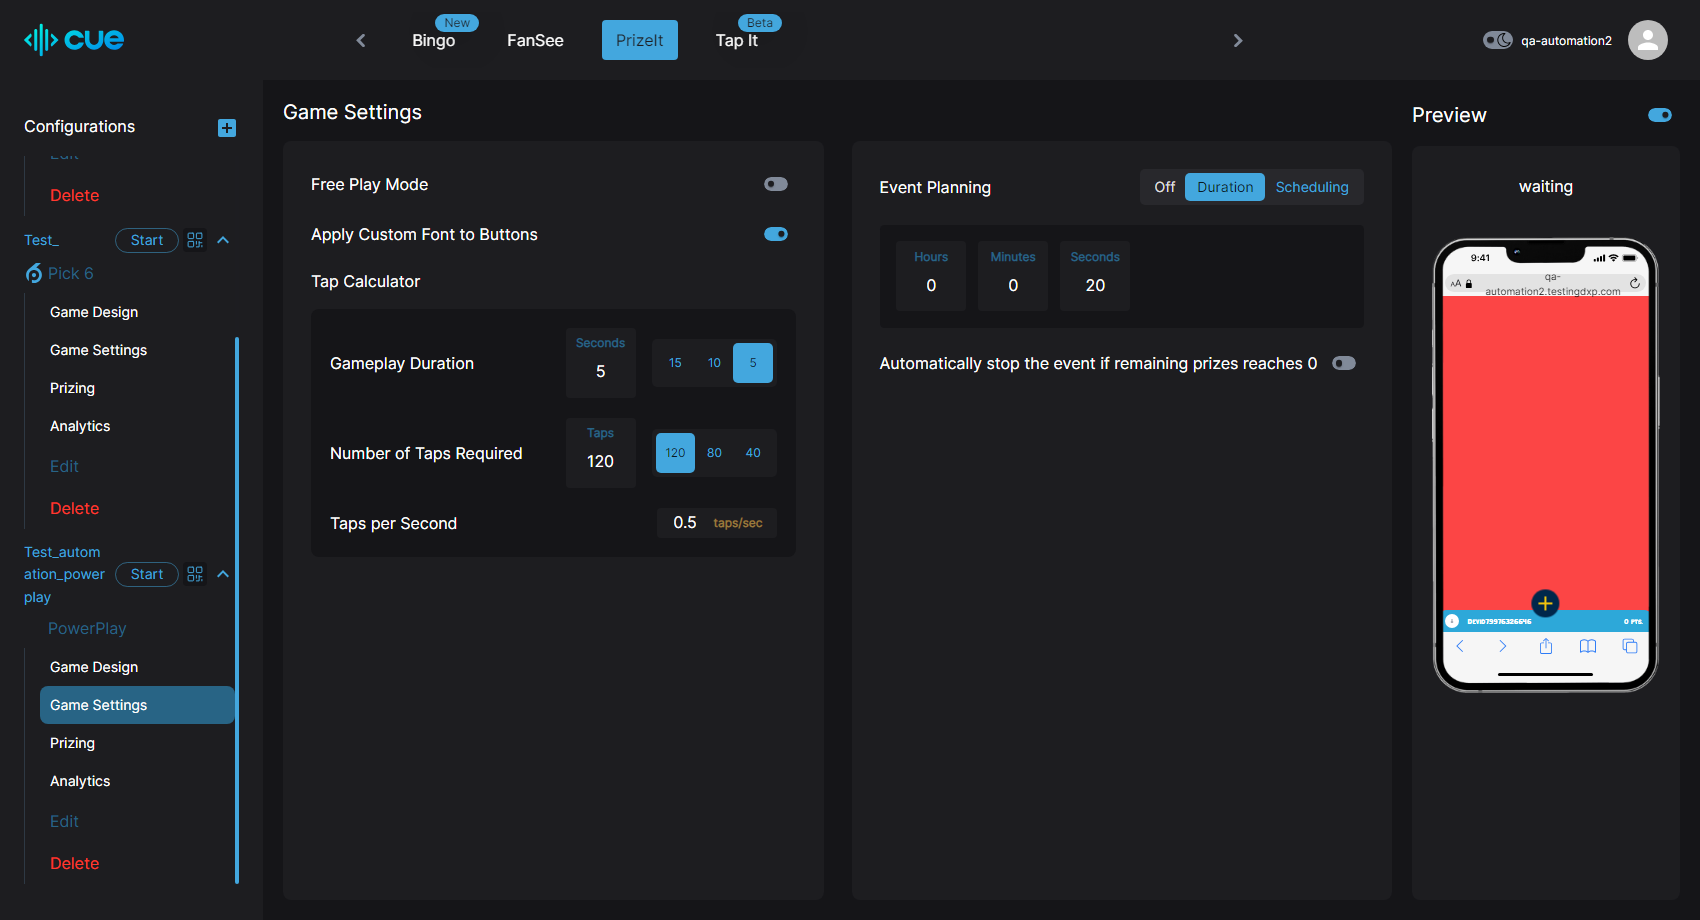 cue
New
Bingo
FanSee
PrizeIt
Beta
Tap It
qa-automation2
Configurations
Edit
Delete
Test_
Start
Pick 6
Game Design
Game Settings
Prizing
Analytics
Edit
Delete
Test_autom
ation_power
play
Start
PowerPlay
Game Design
Game Settings
Prizing
Analytics
Edit
Delete
Game Settings
Free Play Mode
Apply Custom Font to Buttons
Tap Calculator
Gameplay Duration
Seconds
5
15 10 5
Number of Taps Required
Taps
120
120 80 40
Taps per Second
0.5 taps/sec
Event Planning
Off Duration Scheduling
Hours
0
Minutes
0
Seconds
20
Automatically stop the event if remaining prizes reaches 0
Preview
waiting
9:41
AA
qa-
automation2.testingdxp.com
0 PTS.